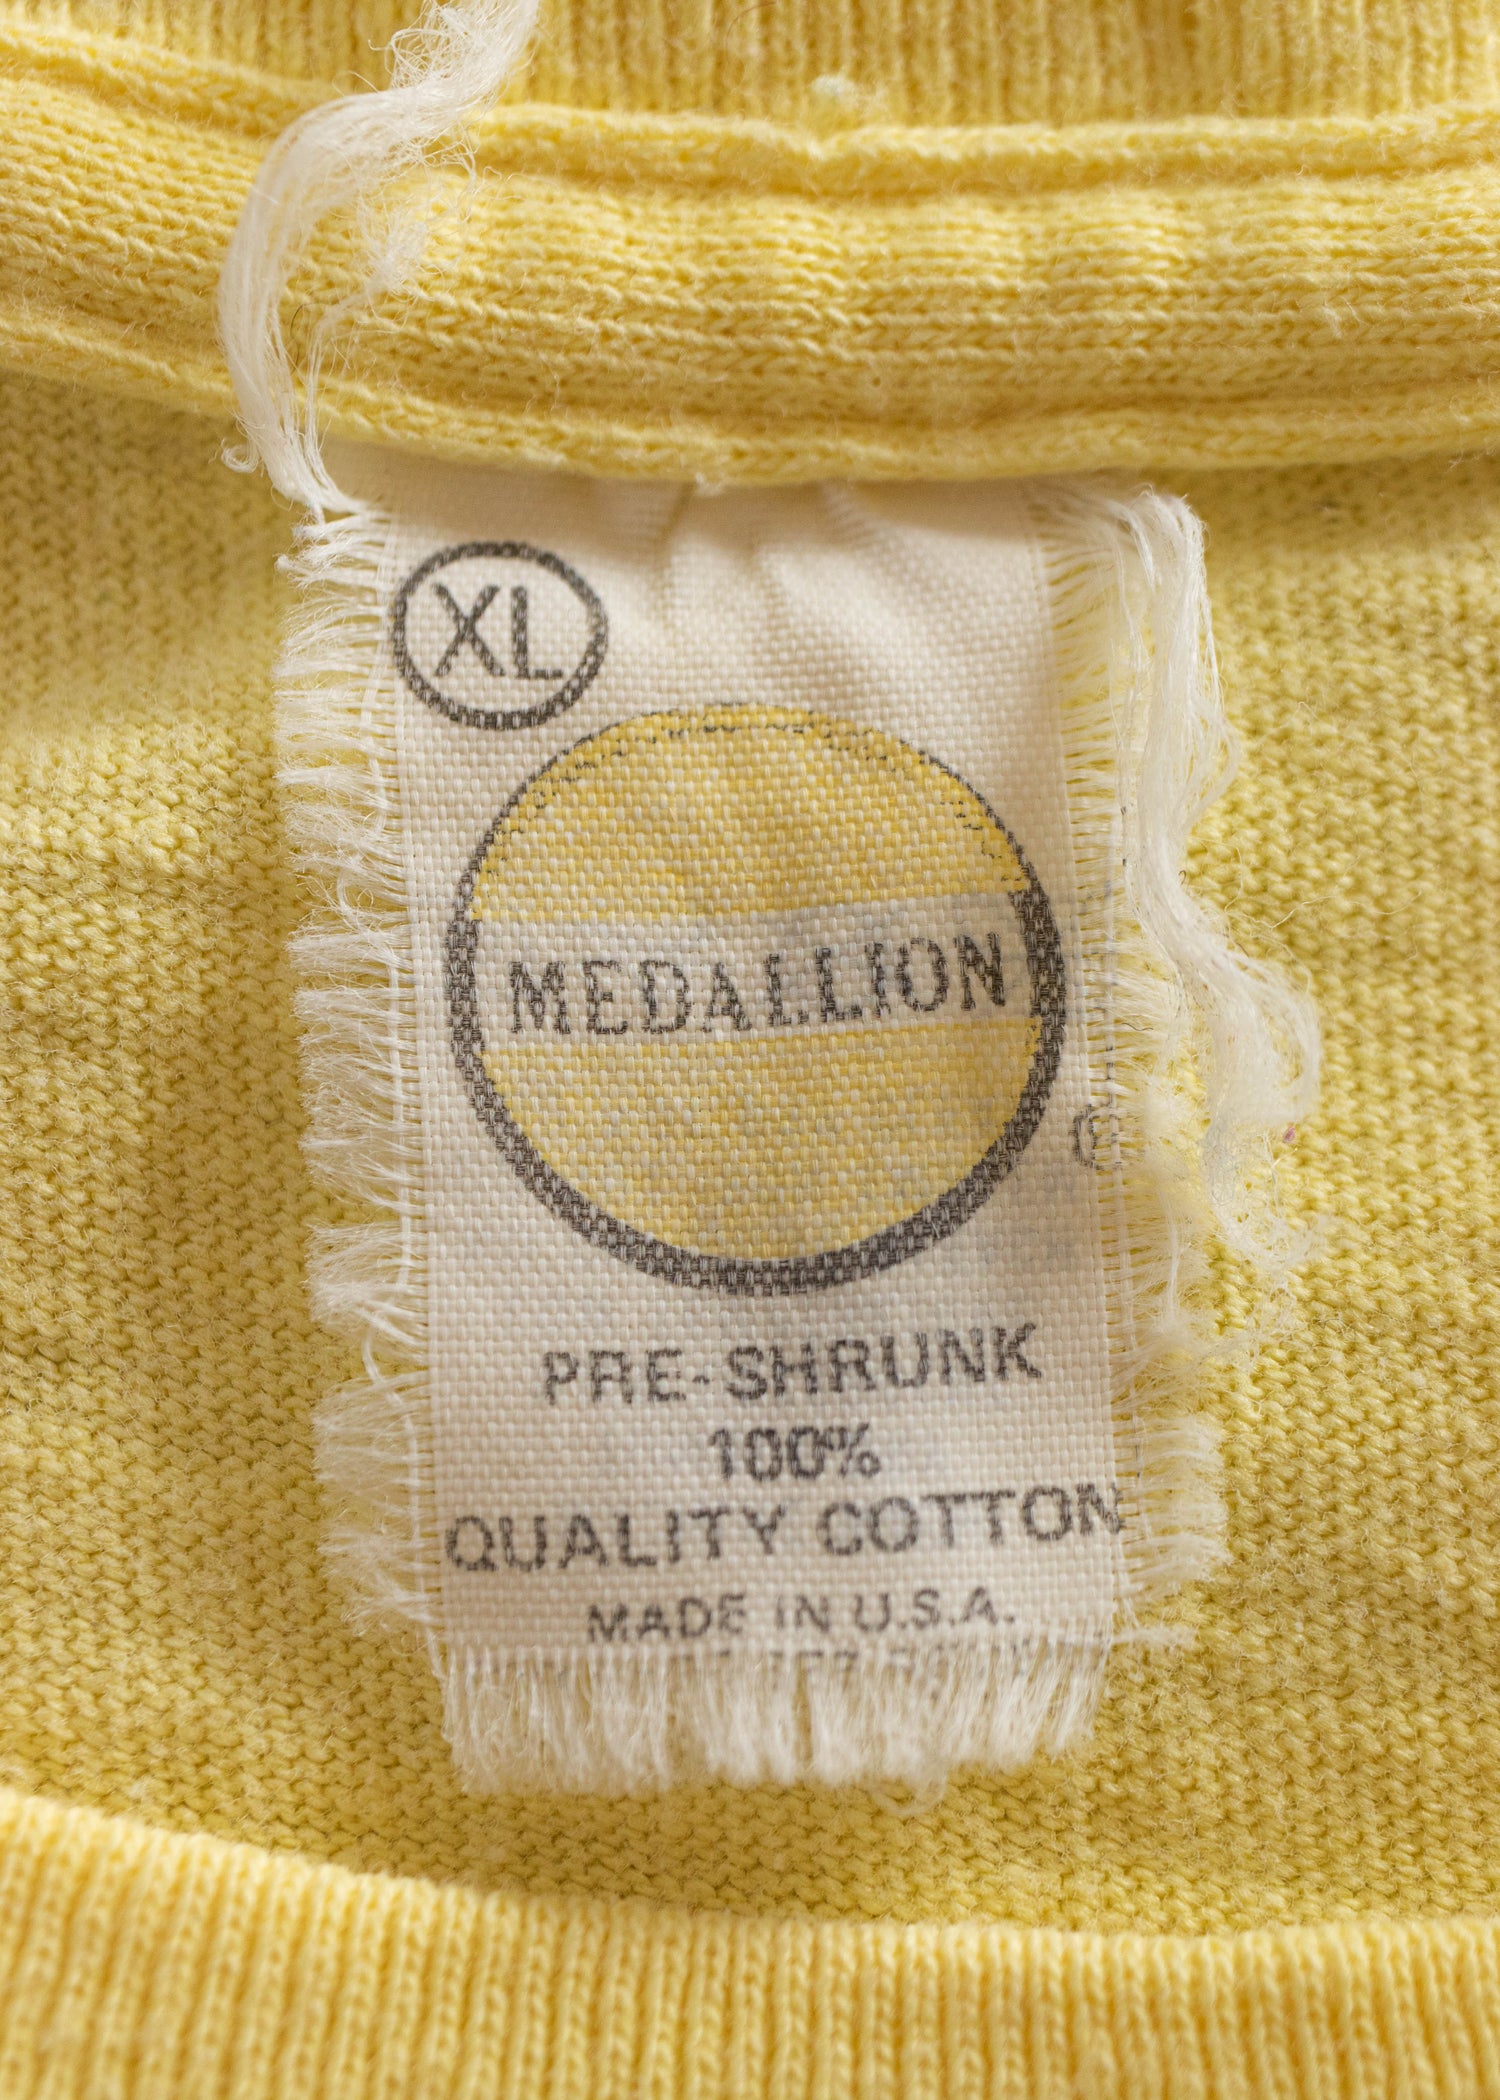 XL
MEDALLION
®
PRE-SHRUNK
100%
QUALITY COTTON
MADE IN U.S.A.